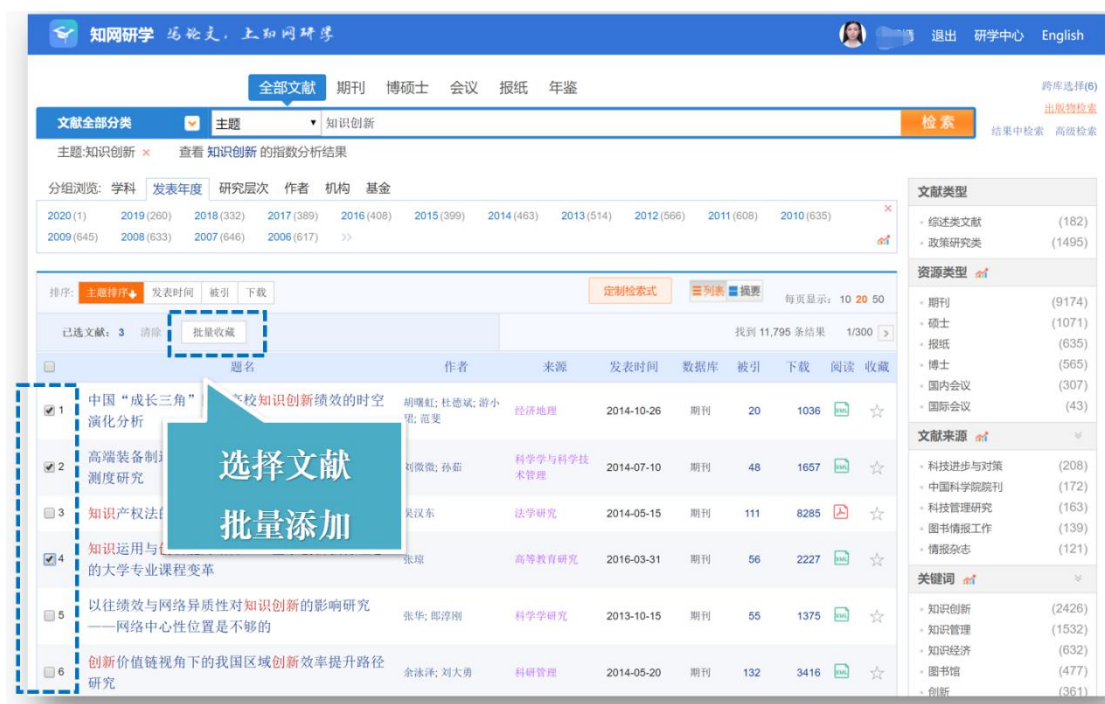 知网研学 写论文，上知网研学
退出 研学中心 English
全部文献 期刊 博硕士 会议 报纸 年鉴
跨库选择(6)
文献全部分类 主题 知识创新 检索
出版物检索
结果中检索 高级检索
主题:知识创新 × 查看 知识创新 的指数分析结果
分组浏览: 学科 发表年度 研究层次 作者 机构 基金
2020(1) 2019(260) 2018(332) 2017(389) 2016(408) 2015(399) 2014(463) 2013(514) 2012(566) 2011(608) 2010(635) ×
2009(645) 2008(633) 2007(646) 2006(617) >>
排序: 主题排序 发表时间 被引 下载 定制检索式 列表 摘要 每页显示: 10 20 50
已选文献: 3 清除 批量收藏 找到 11,795 条结果 1/300 >
题名 作者 来源 发表时间 数据库 被引 下载 阅读 收藏
1 中国“成长三角” 高校知识创新绩效的时空
演化分析
胡曙虹; 杜德斌; 游小
珺; 范斐
经济地理 2014-10-26 期刊 20 1036
2 高端装备制造
测度研究
刘微微; 孙茹
科学学与科学技
术管理
2014-07-10 期刊 48 1657
3 知识产权法的
吴汉东 法学研究 2014-05-15 期刊 111 8285
4 知识运用与
的大学专业课程变革
张琼 高等教育研究 2016-03-31 期刊 56 2227
5 以往绩效与网络异质性对知识创新的影响研究
——网络中心性位置是不够的
张华; 郎淳刚 科学学研究 2013-10-15 期刊 55 1375
6 创新价值链视角下的我国区域创新效率提升路径
研究
余泳泽; 刘大勇 科研管理 2014-05-20 期刊 132 3416
选择文献
批量添加
文献类型
综述类文献 (182)
政策研究类 (1495)
资源类型
期刊 (9174)
硕士 (1071)
报纸 (635)
博士 (565)
国内会议 (307)
国际会议 (43)
文献来源
科技进步与对策 (208)
中国科学院院刊 (172)
科技管理研究 (163)
图书情报工作 (139)
情报杂志 (121)
关键词
知识创新 (2426)
知识管理 (1532)
知识经济 (632)
图书馆 (477)
创新 (361)